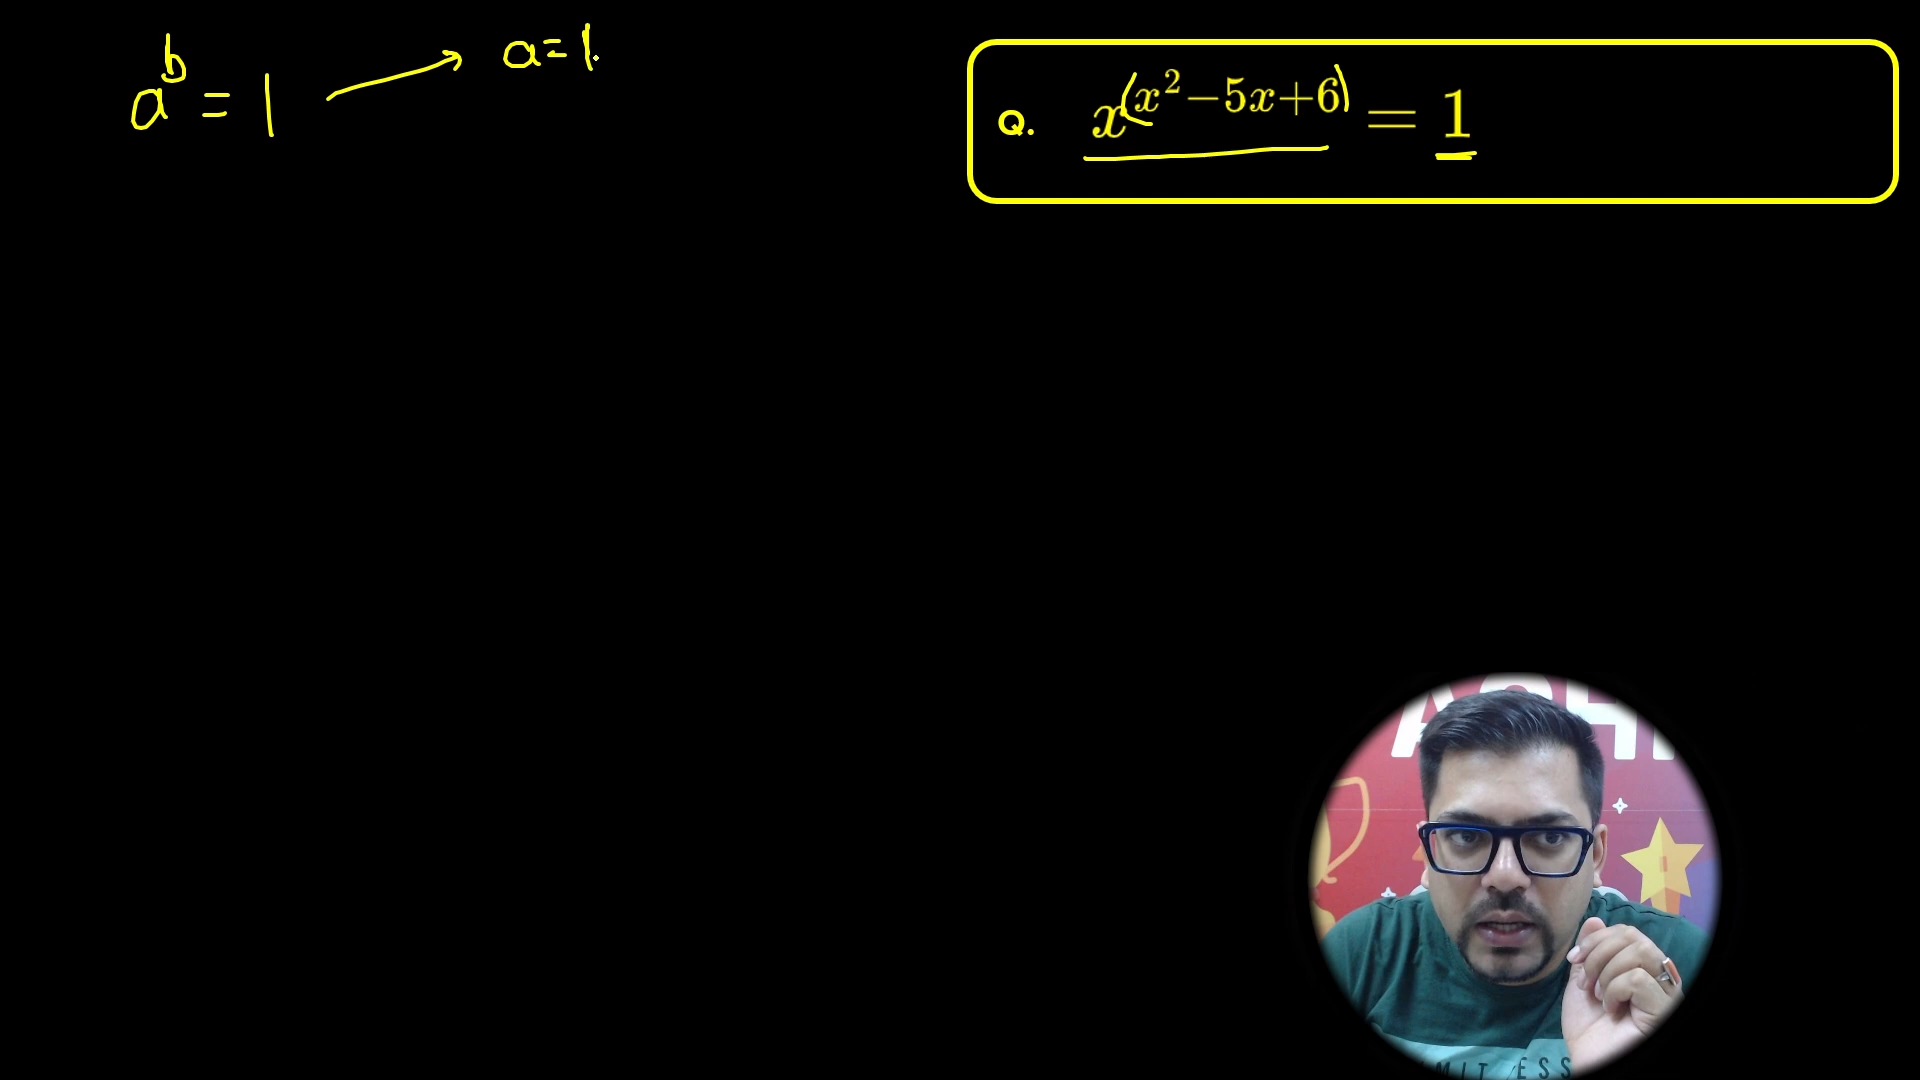 a^b = 1 → a = 1.
Q. x^(x^2−5x+6) = 1